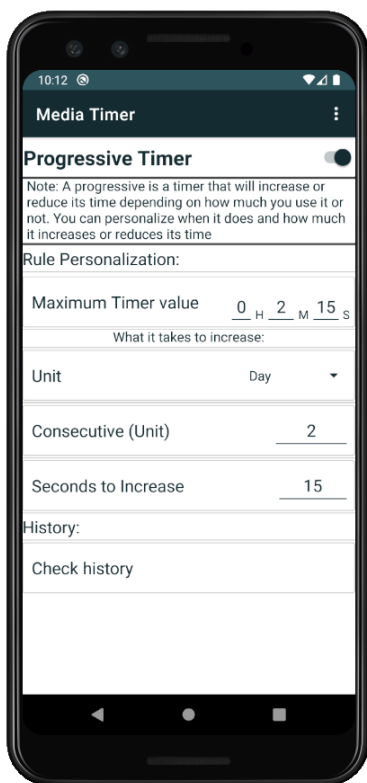 10:12
Media Timer
Progressive Timer
Note: A progressive is a timer that will increase or
reduce its time depending on how much you use it or
not. You can personalize when it does and how much
it increases or reduces its time
Rule Personalization:
Maximum Timer value 0 H 2 M 15 S
What it takes to increase:
Unit Day
Consecutive (Unit) 2
Seconds to Increase 15
History:
Check history